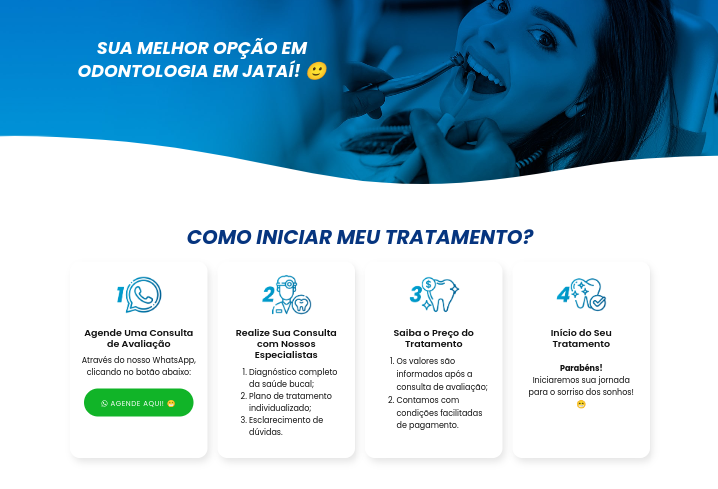 SUA MELHOR OPÇÃO EM
ODONTOLOGIA EM JATAÍ! 🙂
COMO INICIAR MEU TRATAMENTO?
1
Agende Uma Consulta
de Avaliação
Através do nosso WhatsApp,
clicando no botão abaixo:
AGENDE AQUI! 😁
2
Realize Sua Consulta
com Nossos
Especialistas
1. Diagnóstico completo
da saúde bucal;
2. Plano de tratamento
individualizado;
3. Esclarecimento de
dúvidas.
3
$
Saiba o Preço do
Tratamento
1. Os valores são
informados após a
consulta de avaliação;
2. Contamos com
condições facilitadas
de pagamento.
4
Início do Seu
Tratamento
Parabéns!
Iniciaremos sua jornada
para o sorriso dos sonhos!
😁